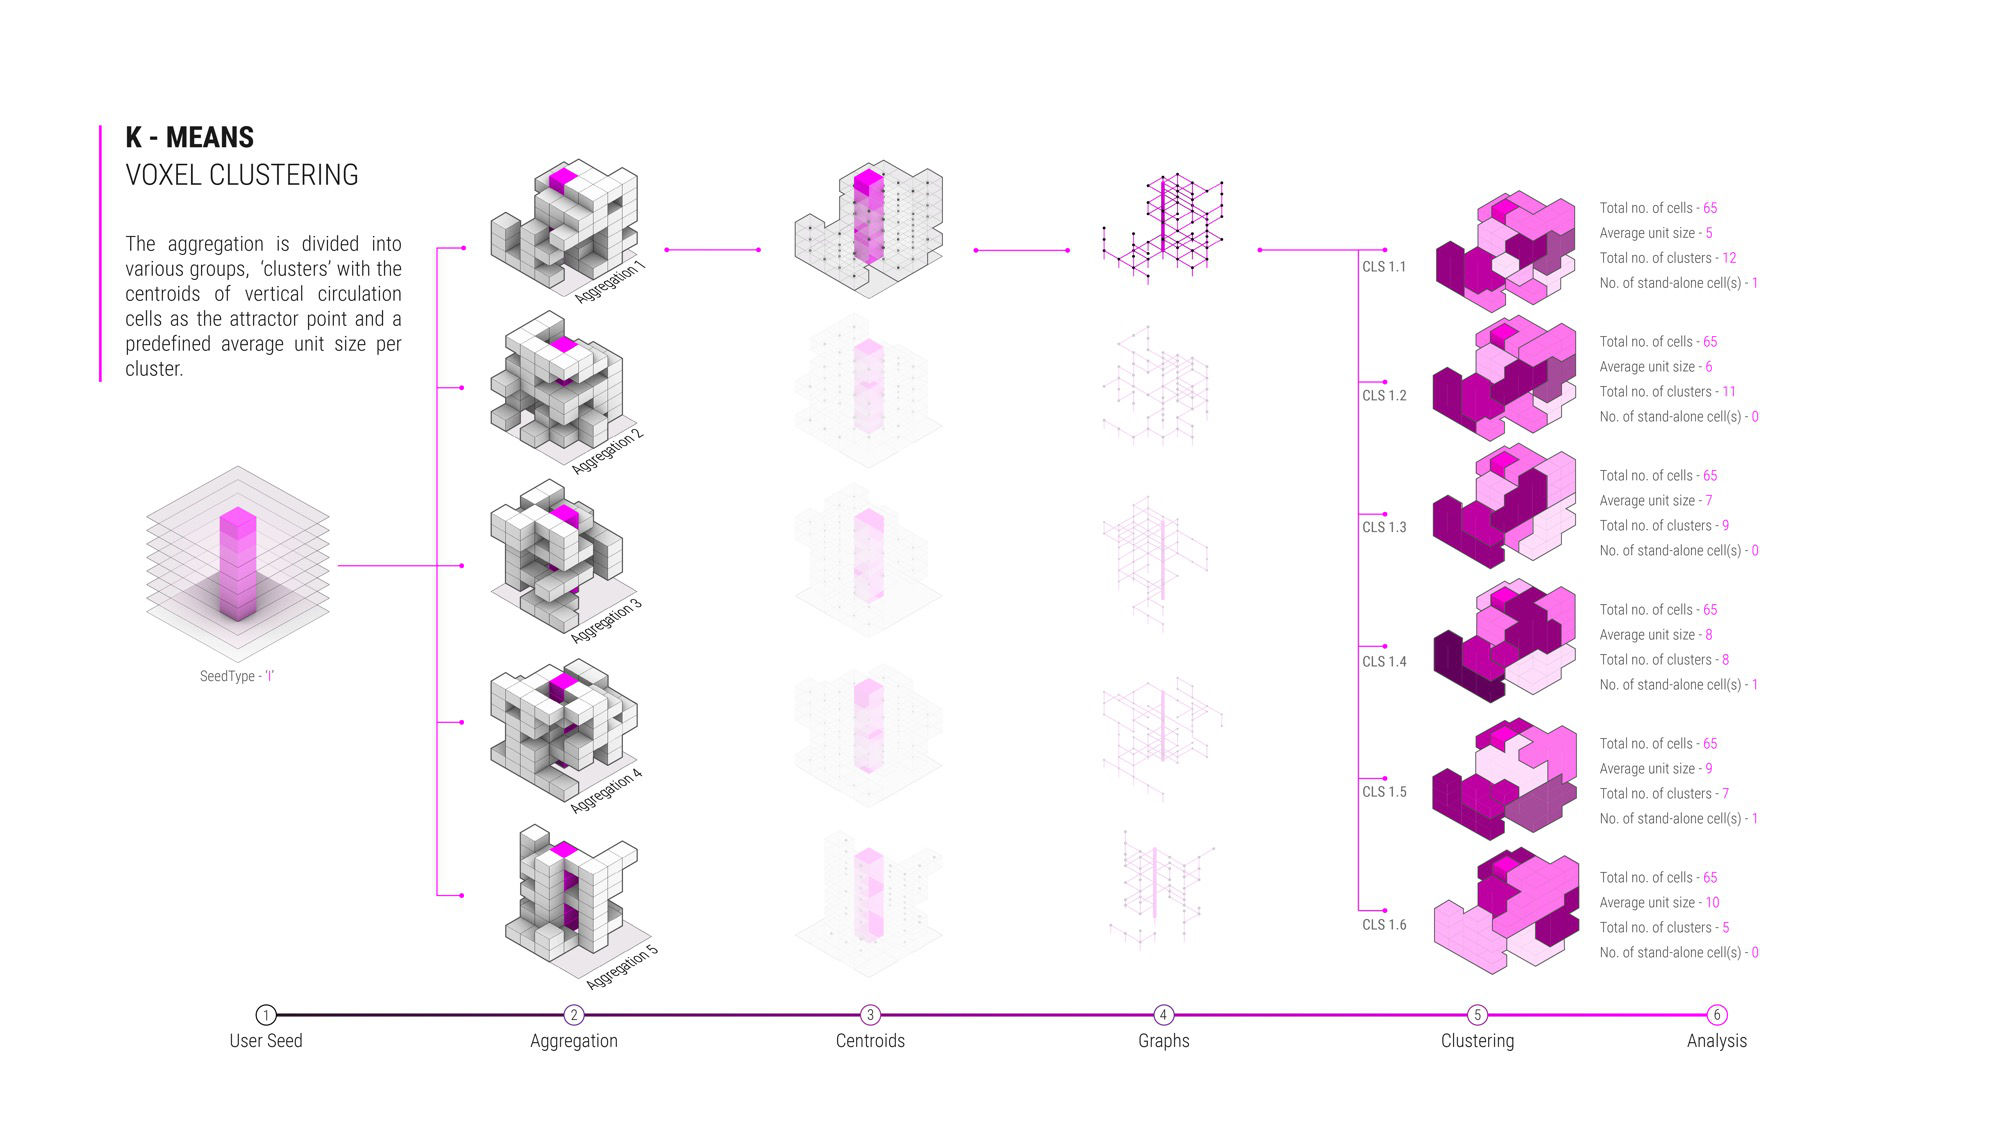 K - MEANS
VOXEL CLUSTERING
The aggregation is divided into
various groups, ‘clusters’ with the
centroids of vertical circulation
cells as the attractor point and a
predefined average unit size per
cluster.
SeedType - ‘I’
Aggregation 1
Aggregation 2
Aggregation 3
Aggregation 4
Aggregation 5
CLS 1.1
Total no. of cells - 65
Average unit size - 5
Total no. of clusters - 12
No. of stand-alone cell(s) - 1
CLS 1.2
Total no. of cells - 65
Average unit size - 6
Total no. of clusters - 11
No. of stand-alone cell(s) - 0
CLS 1.3
Total no. of cells - 65
Average unit size - 7
Total no. of clusters - 9
No. of stand-alone cell(s) - 0
CLS 1.4
Total no. of cells - 65
Average unit size - 8
Total no. of clusters - 8
No. of stand-alone cell(s) - 1
CLS 1.5
Total no. of cells - 65
Average unit size - 9
Total no. of clusters - 7
No. of stand-alone cell(s) - 1
CLS 1.6
Total no. of cells - 65
Average unit size - 10
Total no. of clusters - 5
No. of stand-alone cell(s) - 0
1
User Seed
2
Aggregation
3
Centroids
4
Graphs
5
Clustering
6
Analysis